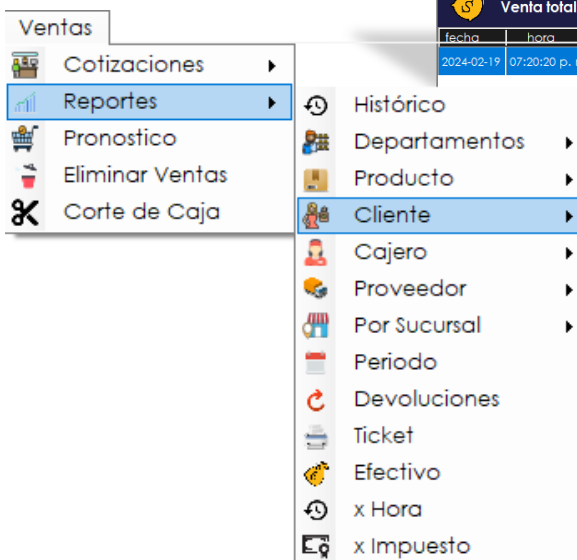 Venta total
fecha hora
2024-02-19 07:20:20 p.
Ventas
Cotizaciones
Reportes
Pronostico
Eliminar Ventas
Corte de Caja
Histórico
Departamentos
Producto
Cliente
Cajero
Proveedor
Por Sucursal
Periodo
Devoluciones
Ticket
Efectivo
x Hora
x Impuesto